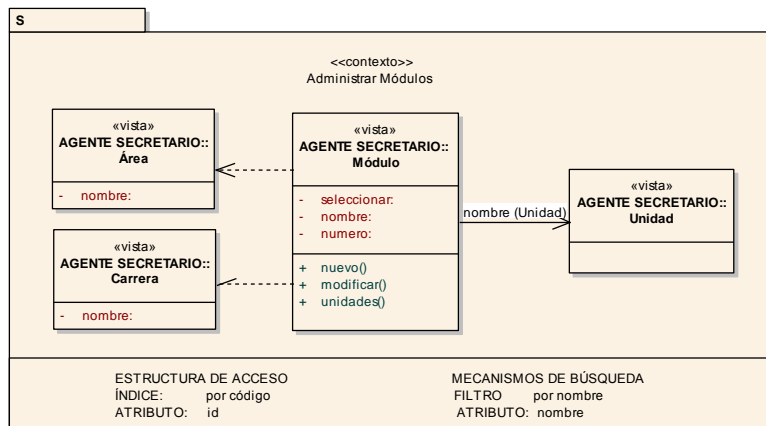 S
<<contexto>>
Administrar Módulos
«vista»
AGENTE SECRETARIO::
Área
- nombre:
«vista»
AGENTE SECRETARIO::
Carrera
- nombre:
«vista»
AGENTE SECRETARIO::
Módulo
- seleccionar:
- nombre:
- numero:
+ nuevo()
+ modificar()
+ unidades()
nombre (Unidad)
«vista»
AGENTE SECRETARIO::
Unidad
ESTRUCTURA DE ACCESO
ÍNDICE: por código
ATRIBUTO: id
MECANISMOS DE BÚSQUEDA
FILTRO por nombre
ATRIBUTO: nombre